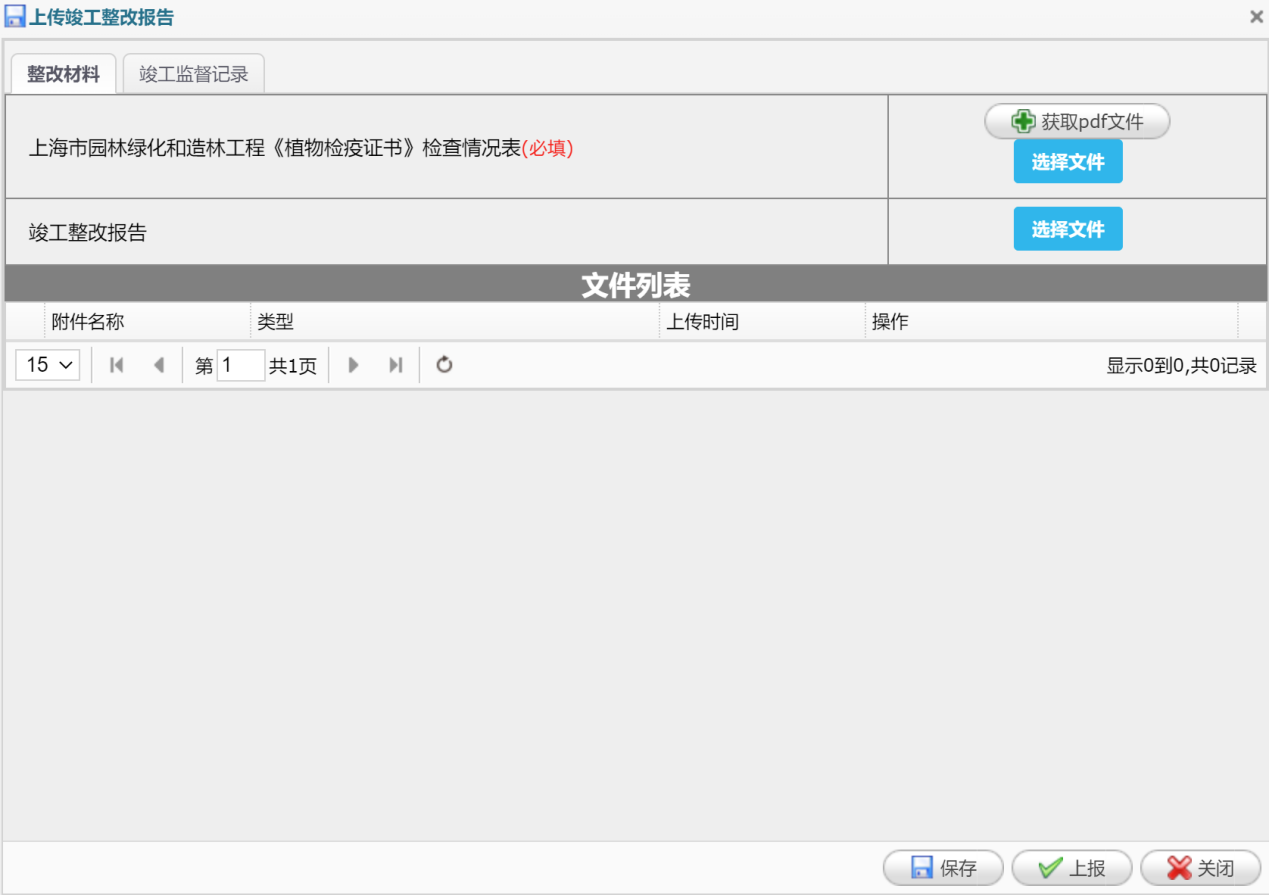 上传竣工整改报告
整改材料 竣工监督记录
上海市园林绿化和造林工程《植物检疫证书》检查情况表(必填)
获取pdf文件
选择文件
竣工整改报告
选择文件
文件列表
附件名称 类型 上传时间 操作
15 第 1 共1页 显示0到0,共0记录
保存 上报 关闭